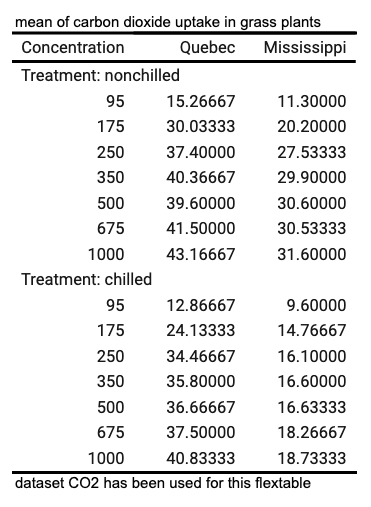 mean of carbon dioxide uptake in grass plants
Concentration Quebec Mississippi
Treatment: nonchilled
95 15.26667 11.30000
175 30.03333 20.20000
250 37.40000 27.53333
350 40.36667 29.90000
500 39.60000 30.60000
675 41.50000 30.53333
1000 43.16667 31.60000
Treatment: chilled
95 12.86667 9.60000
175 24.13333 14.76667
250 34.46667 16.10000
350 35.80000 16.60000
500 36.66667 16.63333
675 37.50000 18.26667
1000 40.83333 18.73333
dataset CO2 has been used for this flextable